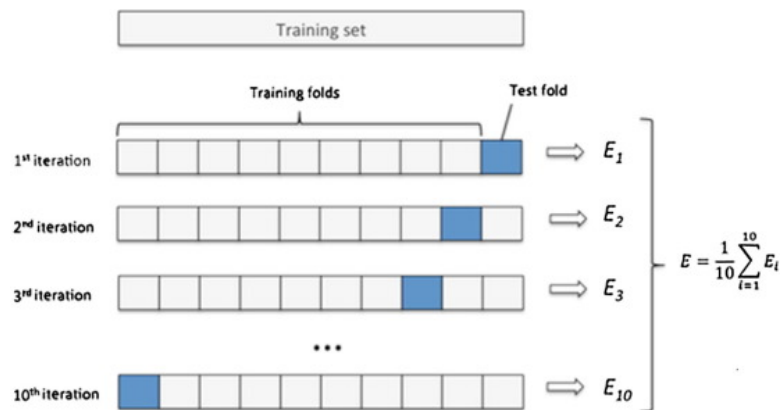 Training set
Training folds
Test fold
1st iteration
E1
2nd iteration
E2
3rd iteration
E3
E = 1/10 ∑ i=1 10 Ei
...
10th iteration
E10